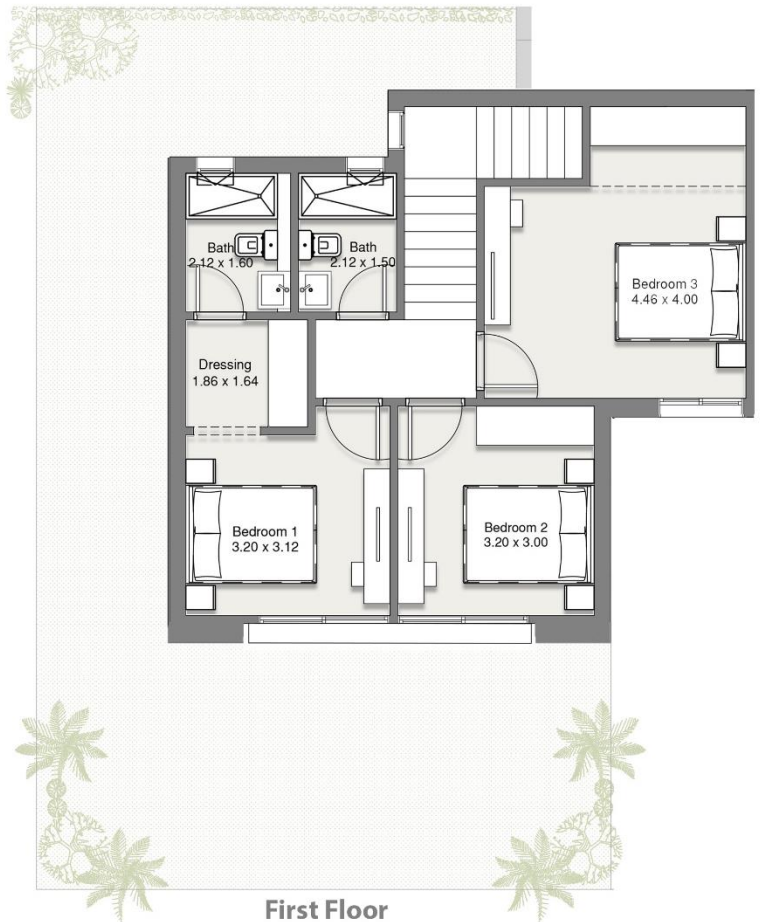 Bath
2.12 x 1.60
Bath
2.12 x 1.50
Bedroom 3
4.46 x 4.00
Dressing
1.86 x 1.64
Bedroom 1
3.20 x 3.12
Bedroom 2
3.20 x 3.00
First Floor